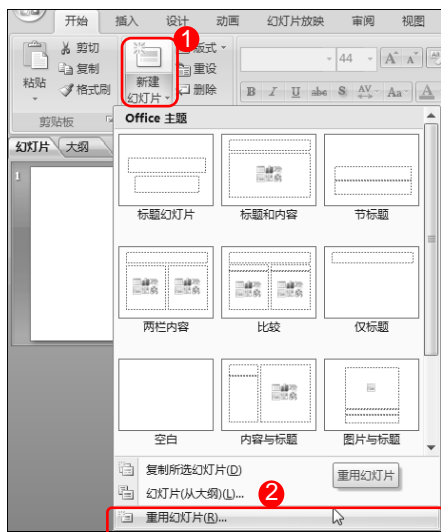 开始 插入 设计 动画 幻灯片放映 审阅 视图
1
剪切 版式
复制 重设
格式刷 删除
粘贴 新建
幻灯片
44 A A
B I U abe S AV Aa A
剪贴板
Office 主题
幻灯片 大纲
1
标题幻灯片 标题和内容 节标题
两栏内容 比较 仅标题
空白 内容与标题 图片与标题
复制所选幻灯片(D)
重用幻灯片
幻灯片(从大纲)(L)...
2
重用幻灯片(R)...